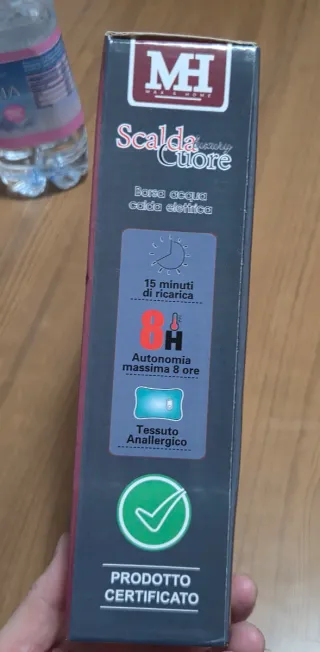 MH
MAX & HOME
Scalda
Luxury
Cuore
Borsa acqua
calda elettrica
15 minuti
di ricarica
8H
Autonomia
massima 8 ore
Tessuto
Anallergico
PRODOTTO
CERTIFICATO